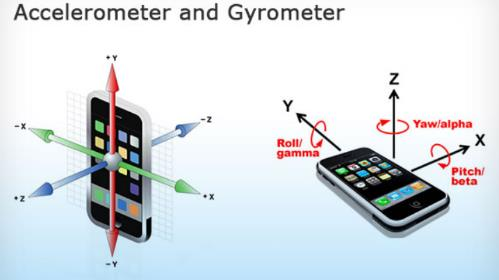 Accelerometer and Gyrometer
+Y
-X
-Z
+Z
+X
-Y
Z
Y
Yaw/alpha
X
Roll/
gamma
Pitch/
beta